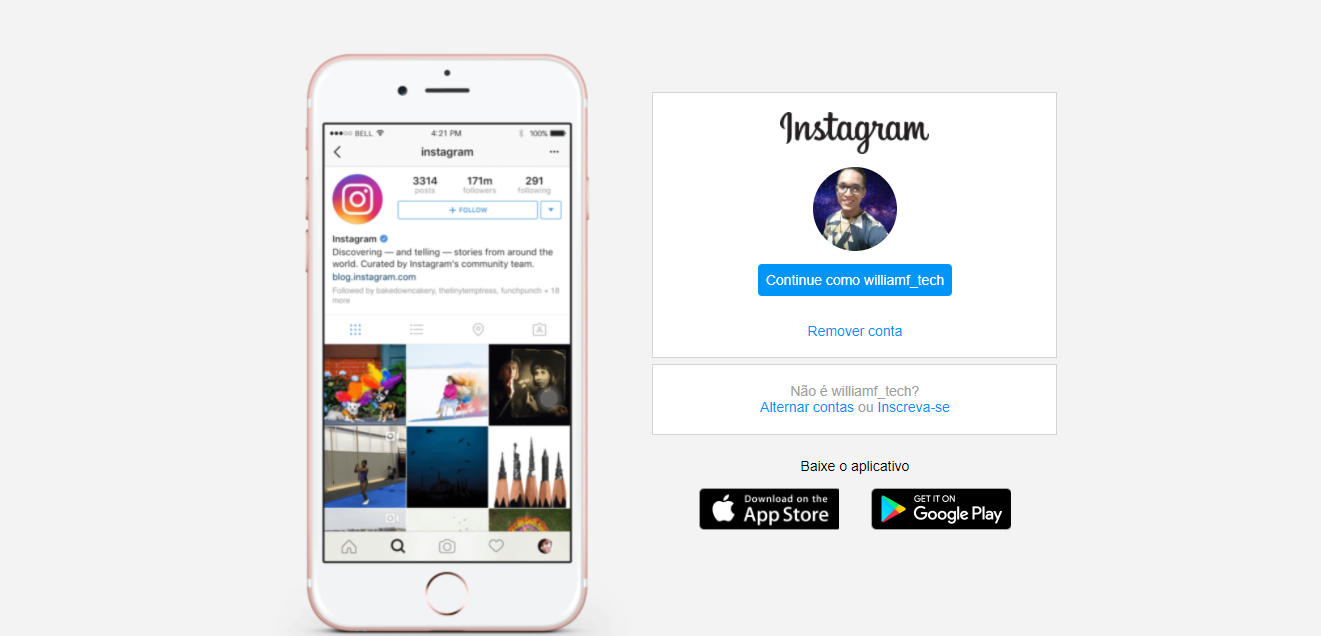 BELL
4:21 PM
100%
instagram
3314
posts
171m
followers
291
following
+ FOLLOW
Instagram
Discovering — and telling — stories from around the
world. Curated by Instagram's community team.
blog.instagram.com
Followed by bakedowncakery, thetinytemptress, funchpunch + 18
more
Instagram
Continue como williamf_tech
Remover conta
Não é williamf_tech?
Alternar contas ou Inscreva-se
Baixe o aplicativo
Download on the
App Store
GET IT ON
Google Play